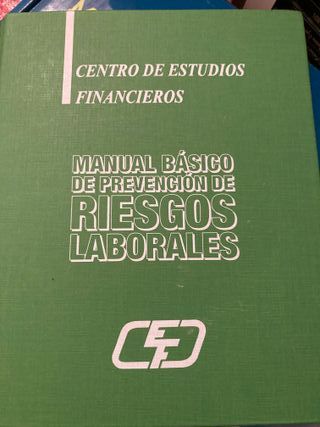 CENTRO DE ESTUDIOS
FINANCIEROS
MANUAL BÁSICO
DE PREVENCIÓN DE
RIESGOS
LABORALES
CEF